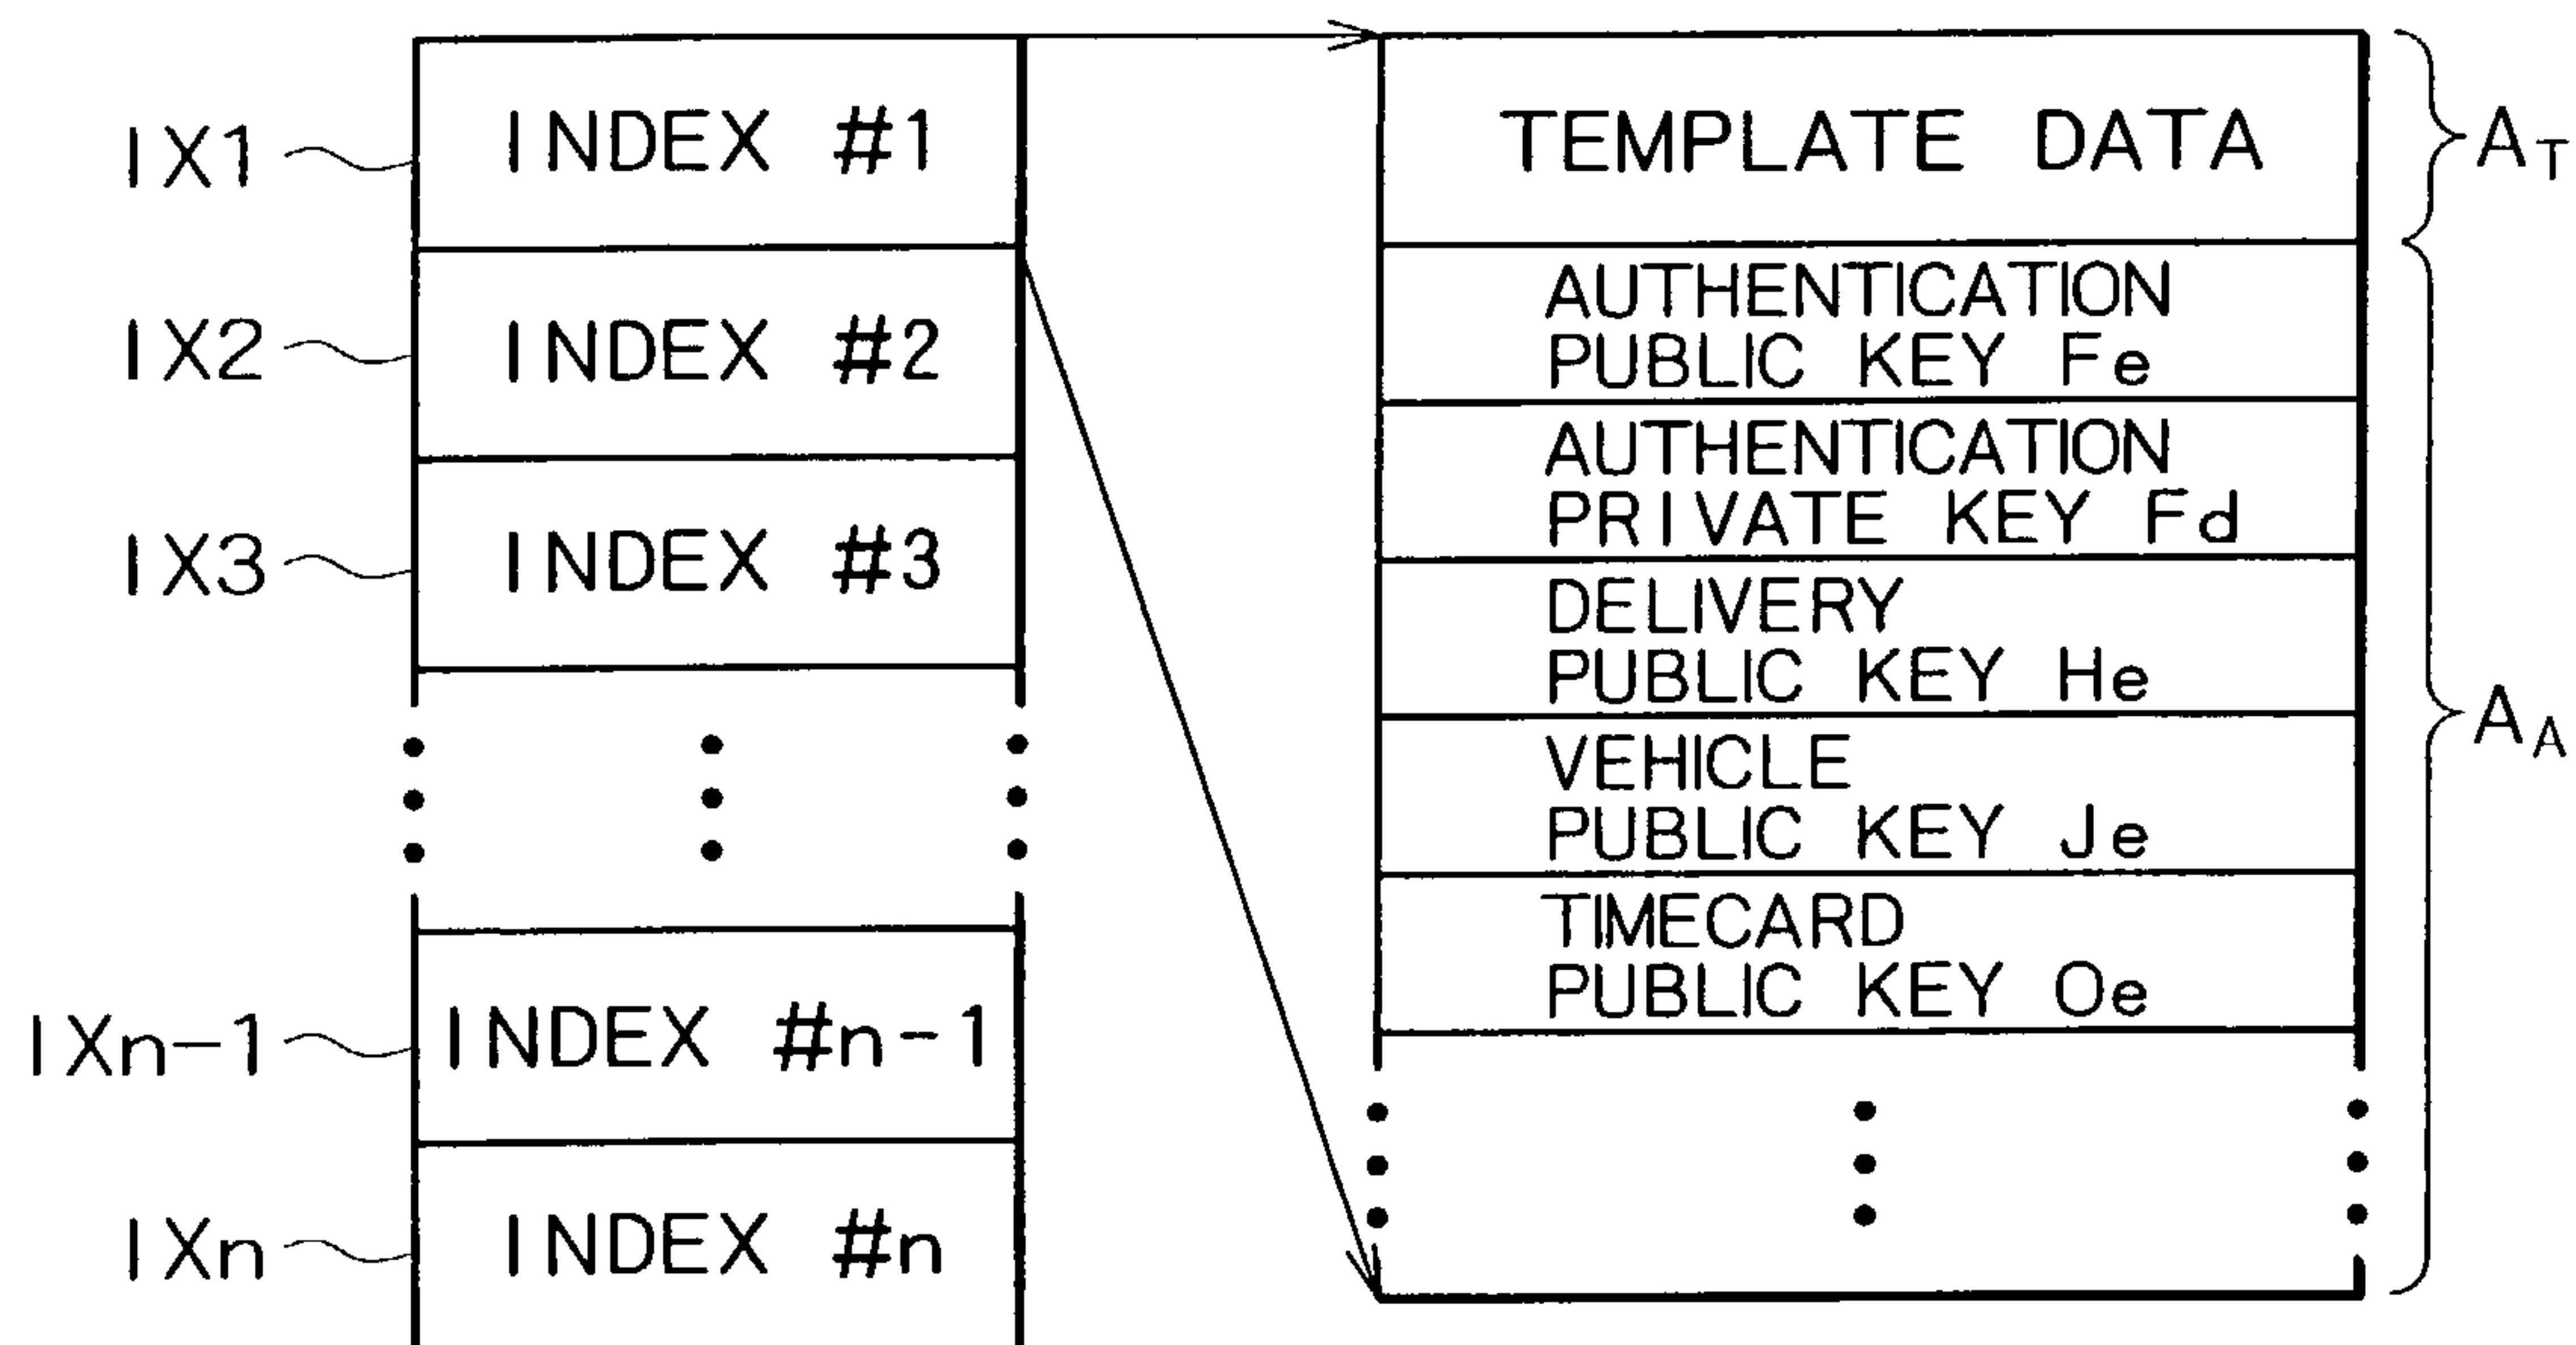 IX1
INDEX #1
IX2
INDEX #2
IX3
INDEX #3
IXn-1
INDEX #n-1
IXn
INDEX #n
TEMPLATE DATA
AUTHENTICATION
PUBLIC KEY Fe
AUTHENTICATION
PRIVATE KEY Fd
DELIVERY
PUBLIC KEY He
VEHICLE
PUBLIC KEY Je
TIMECARD
PUBLIC KEY Oe
AT
AA